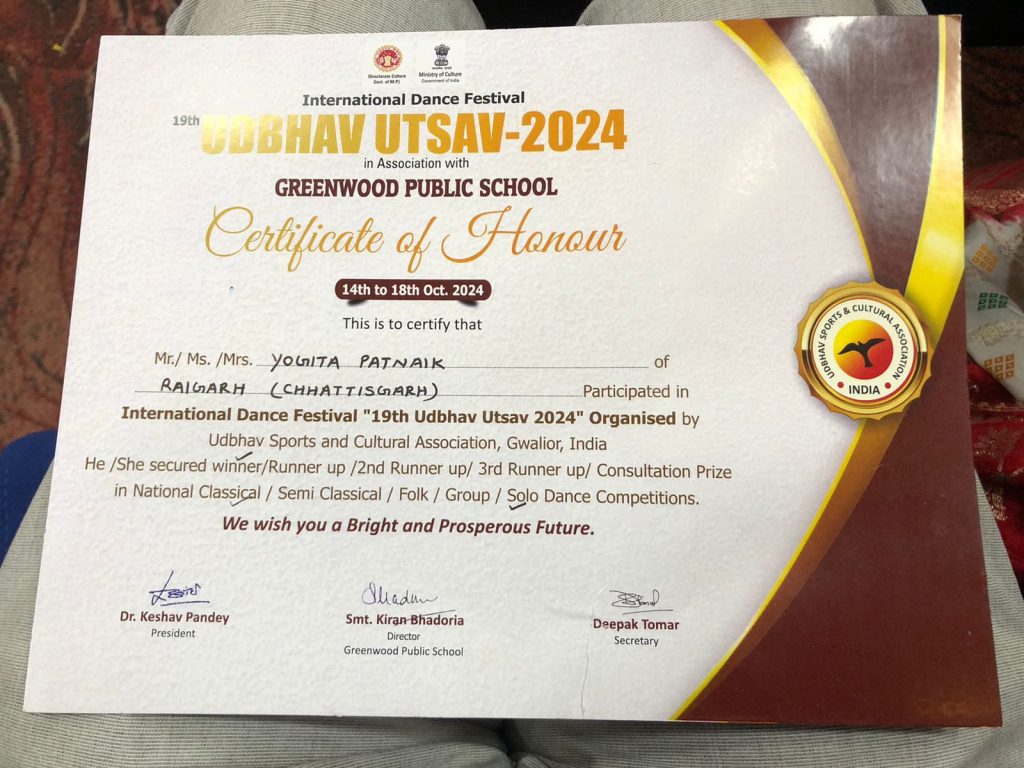 Directorate Culture
Govt. of M.P.)
Ministry of Culture
Government of India
International Dance Festival
19th UDBHAV UTSAV-2024
in Association with
GREENWOOD PUBLIC SCHOOL
Certificate of Honour
14th to 18th Oct. 2024
This is to certify that
Mr./ Ms. /Mrs. YOGITA PATNAIK of
RAIGARH (CHHATTISGARH) Participated in
International Dance Festival "19th Udbhav Utsav 2024" Organised by
Udbhav Sports and Cultural Association, Gwalior, India
He /She secured winner/Runner up /2nd Runner up/ 3rd Runner up/ Consultation Prize
in National Classical / Semi Classical / Folk / Group / Solo Dance Competitions.
We wish you a Bright and Prosperous Future.
UDBHAV SPORTS & CULTURAL ASSOCIATION
INDIA
Dr. Keshav Pandey
President
Smt. Kiran Bhadoria
Director
Greenwood Public School
Deepak Tomar
Secretary